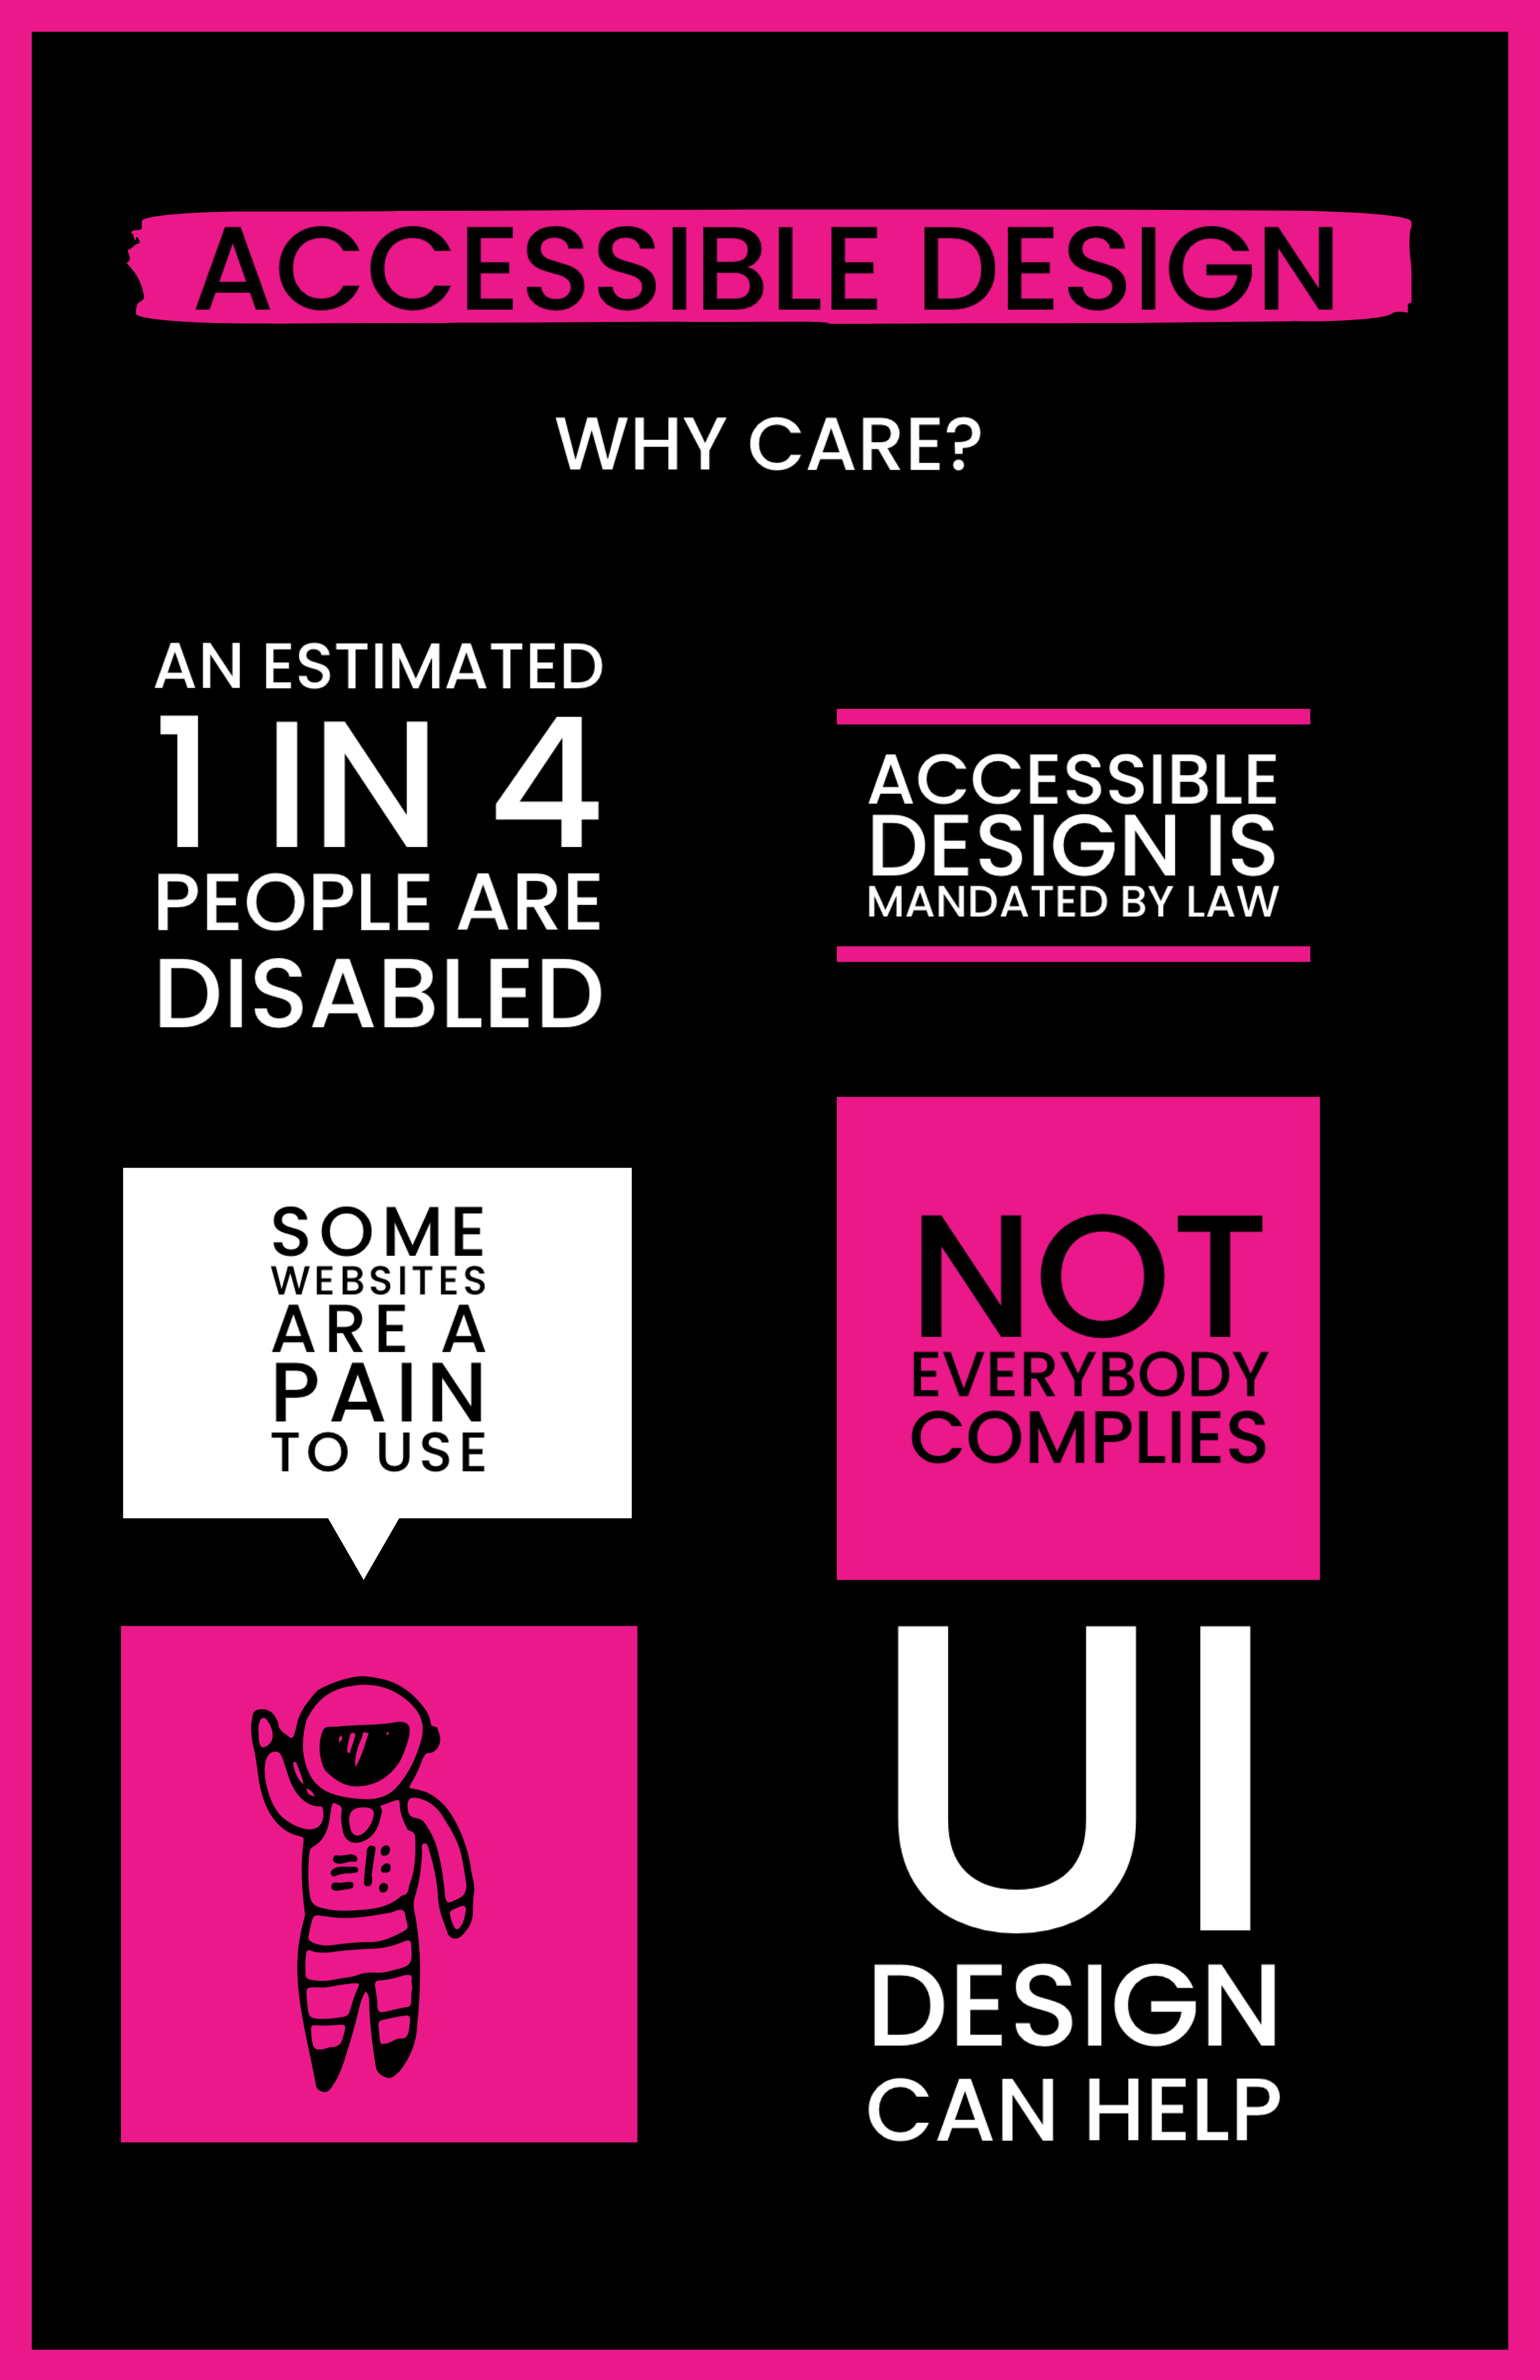 ACCESSIBLE DESIGN
WHY CARE?
AN ESTIMATED
1 IN 4
PEOPLE ARE
DISABLED
ACCESSIBLE
DESIGN IS
MANDATED BY LAW
SOME
WEBSITES
ARE A
PAIN
TO USE
NOT
EVERYBODY
COMPLIES
UI
DESIGN
CAN HELP